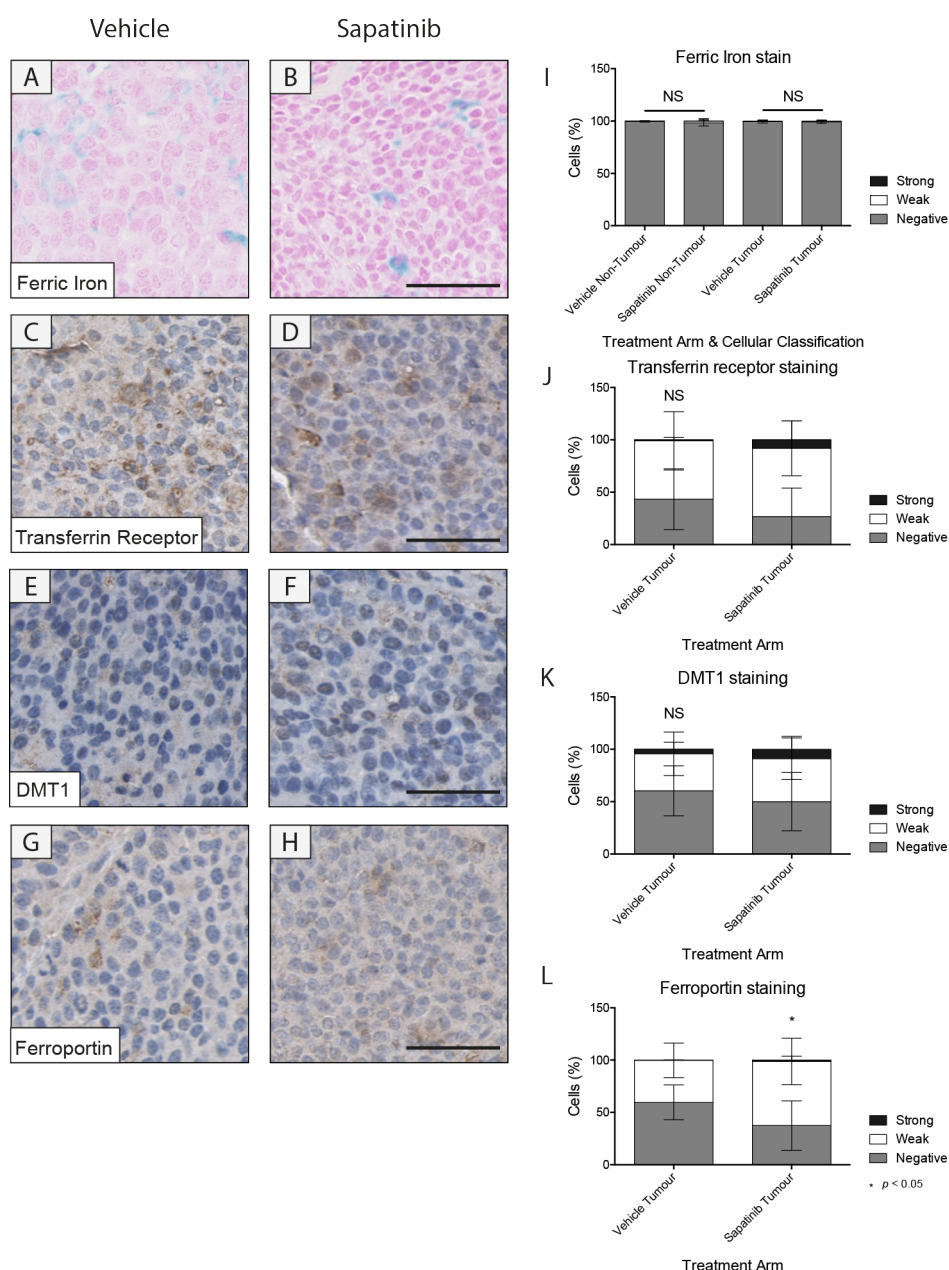 Vehicle
Sapatinib
A
B
Ferric Iron
C
D
Transferrin Receptor
E
F
DMT1
G
H
Ferroportin
I
Ferric Iron stain
150
100
50
0
Cells (%)
NS
NS
Strong
Weak
Negative
Vehicle Non-Tumour
Sapatinib Non-Tumour
Vehicle Tumour
Sapatinib Tumour
Treatment Arm & Cellular Classification
J
Transferrin receptor staining
150
100
50
0
Cells (%)
NS
Strong
Weak
Negative
Vehicle Tumour
Sapatinib Tumour
Treatment Arm
K
DMT1 staining
150
100
50
0
Cells (%)
NS
Strong
Weak
Negative
Vehicle Tumour
Sapatinib Tumour
Treatment Arm
L
Ferroportin staining
150
100
50
0
Cells (%)
*
Strong
Weak
Negative
* p < 0.05
Vehicle Tumour
Sapatinib Tumour
Treatment Arm